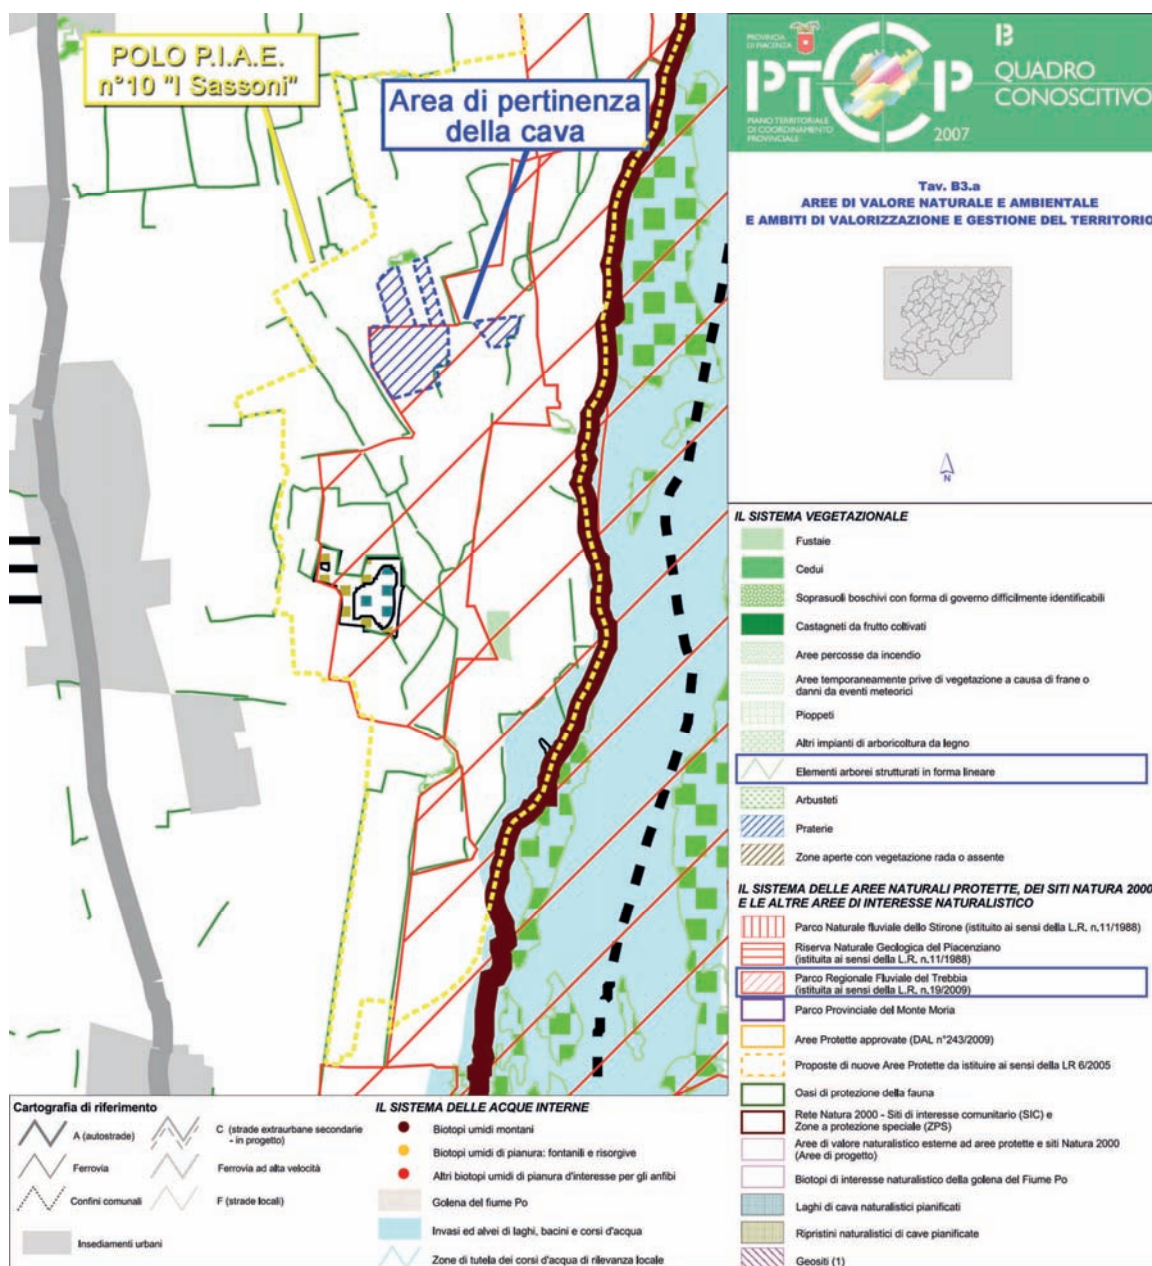 POLO P.I.A.E.
n°10 "I Sassoni"
Area di pertinenza
della cava
PROVINCIA
DI PIACENZA
PTCP
PIANO TERRITORIALE
DI COORDINAMENTO
PROVINCIALE
2007
B
QUADRO
CONOSCITIVO
Tav. B3.a
AREE DI VALORE NATURALE E AMBIENTALE
E AMBITI DI VALORIZZAZIONE E GESTIONE DEL TERRITORIO
N
IL SISTEMA VEGETAZIONALE
Fustaie
Cedui
Soprasuoli boschivi con forma di governo difficilmente identificabili
Castagneti da frutto coltivati
Aree percosse da incendio
Aree temporaneamente prive di vegetazione a causa di frane o
danni da eventi meteorici
Pioppeti
Altri impianti di arboricoltura da legno
Elementi arborei strutturati in forma lineare
Arbusteti
Praterie
Zone aperte con vegetazione rada o assente
IL SISTEMA DELLE AREE NATURALI PROTETTE, DEI SITI NATURA 2000
E LE ALTRE AREE DI INTERESSE NATURALISTICO
Parco Naturale fluviale dello Stirone (istituito ai sensi della L.R. n.11/1988)
Riserva Naturale Geologica del Piacenziano
(istituita ai sensi della L.R. n.11/1988)
Parco Regionale Fluviale del Trebbia
(istituita ai sensi della L.R. n.19/2009)
Parco Provinciale del Monte Moria
Aree Protette approvate (DAL n°243/2009)
Proposte di nuove Aree Protette da istituire ai sensi della LR 6/2005
Oasi di protezione della fauna
Rete Natura 2000 - Siti di interesse comunitario (SIC) e
Zone a protezione speciale (ZPS)
Aree di valore naturalistico esterne ad aree protette e siti Natura 2000
(Aree di progetto)
Biotopi di interesse naturalistico della golena del Fiume Po
Laghi di cava naturalistici pianificati
Ripristini naturalistici di cave pianificate
Geositi (1)
Cartografia di riferimento
A (autostrade)
C (strade extraurbane secondarie
- in progetto)
Ferrovia
Ferrovia ad alta velocità
Confini comunali
F (strade locali)
Insediamenti urbani
IL SISTEMA DELLE ACQUE INTERNE
Biotopi umidi montani
Biotopi umidi di pianura: fontanili e risorgive
Altri biotopi umidi di pianura d'interesse per gli anfibi
Golena del fiume Po
Invasi ed alvei di laghi, bacini e corsi d'acqua
Zone di tutela dei corsi d'acqua di rilevanza locale